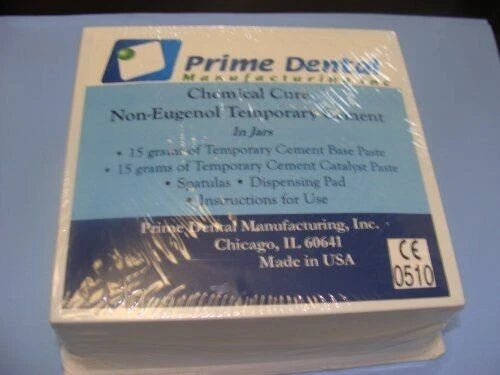 Prime Dental
Manufacturing Inc
Chemical Cure
Non-Eugenol Temporary Cement
In Jars
• 15 grams of Temporary Cement Base Paste
• 15 grams of Temporary Cement Catalyst Paste
• Spatulas • Dispensing Pad
• Instructions for Use
Prime Dental Manufacturing, Inc.
Chicago, IL 60641
Made in USA
CE
0510